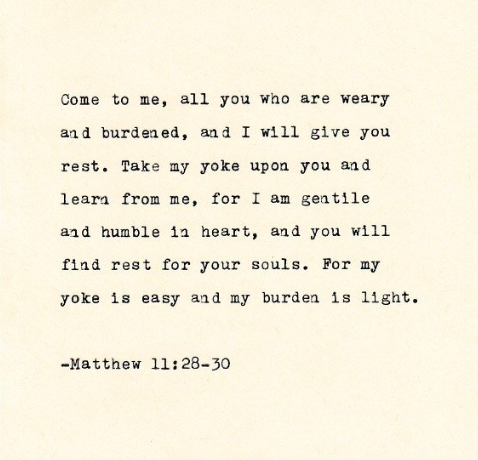 Come to me, all you who are weary
and burdened, and I will give you
rest. Take my yoke upon you and
learn from me, for I am gentile
and humble in heart, and you will
find rest for your souls. For my
yoke is easy and my burden is light.
-Matthew 11:28-30